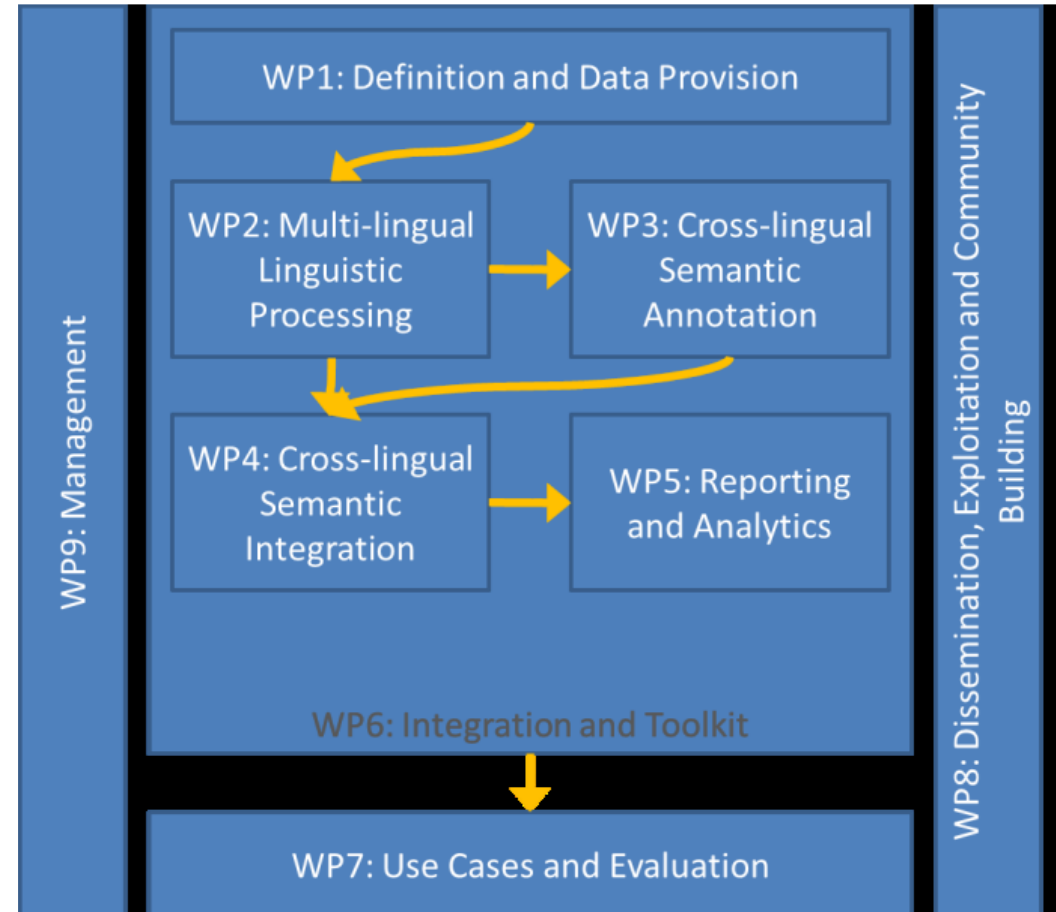 WP1: Definition and Data Provision
WP2: Multi-lingual
Linguistic
Processing
WP3: Cross-lingual
Semantic
Annotation
WP4: Cross-lingual
Semantic
Integration
WP5: Reporting
and Analytics
WP6: Integration and Toolkit
WP7: Use Cases and Evaluation
WP9: Management
WP8: Dissemination, Exploitation and Community
Building